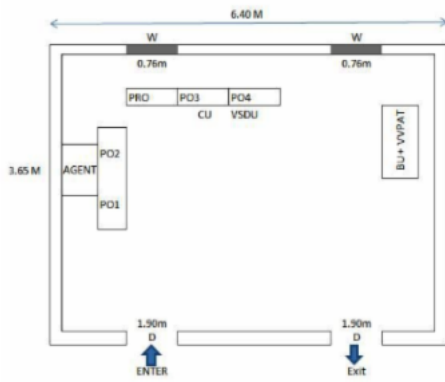 6.40 M
W
W
0.76m
0.76m
PRO
PO3
PO4
CU
VSDU
BU+ VVPAT
PO2
AGENT
3.65 M
PO1
1.90m
1.90m
D
D
ENTER
Exit